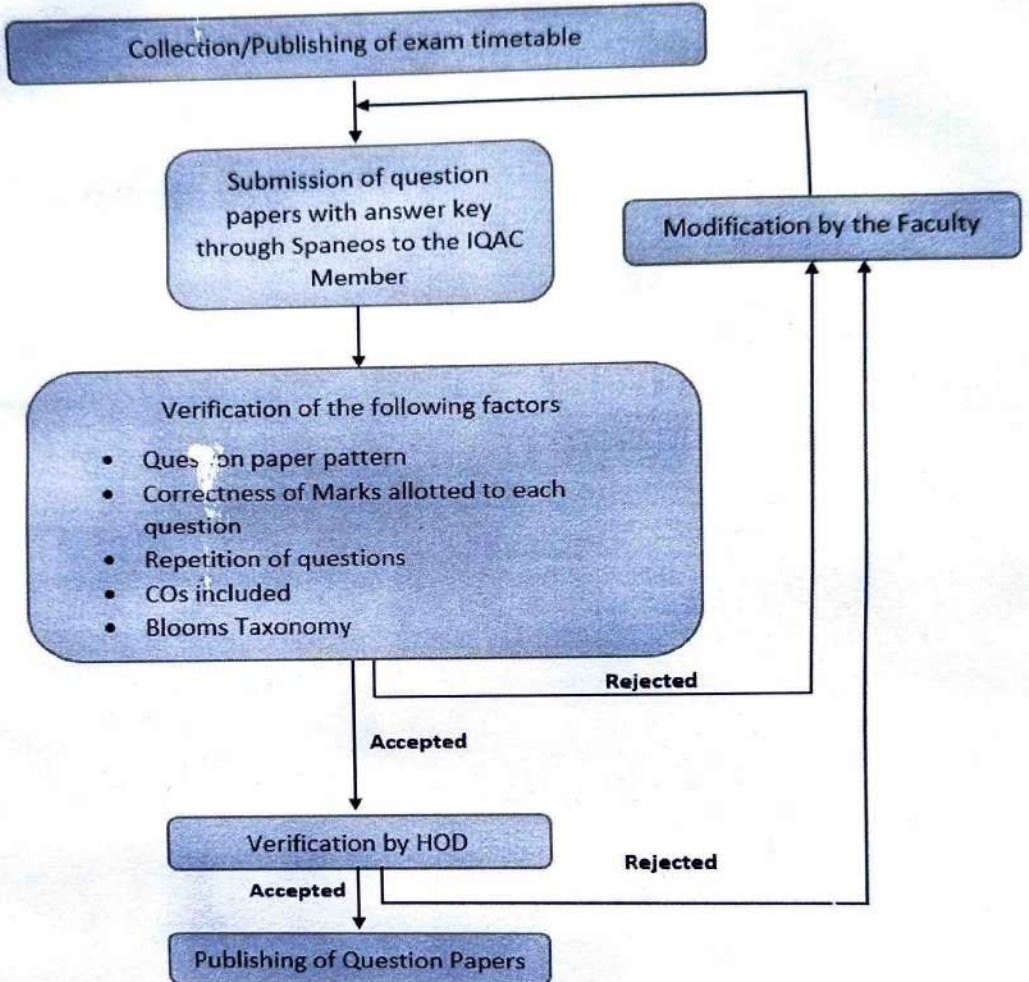 Collection/Publishing of exam timetable
Submission of question
papers with answer key
through Spaneos to the IQAC
Member
Modification by the Faculty
Verification of the following factors
• Ques on paper pattern
• Correctness of Marks allotted to each
question
• Repetition of questions
• COs included
• Blooms Taxonomy
Rejected
Accepted
Verification by HOD
Rejected
Accepted
Publishing of Question Papers